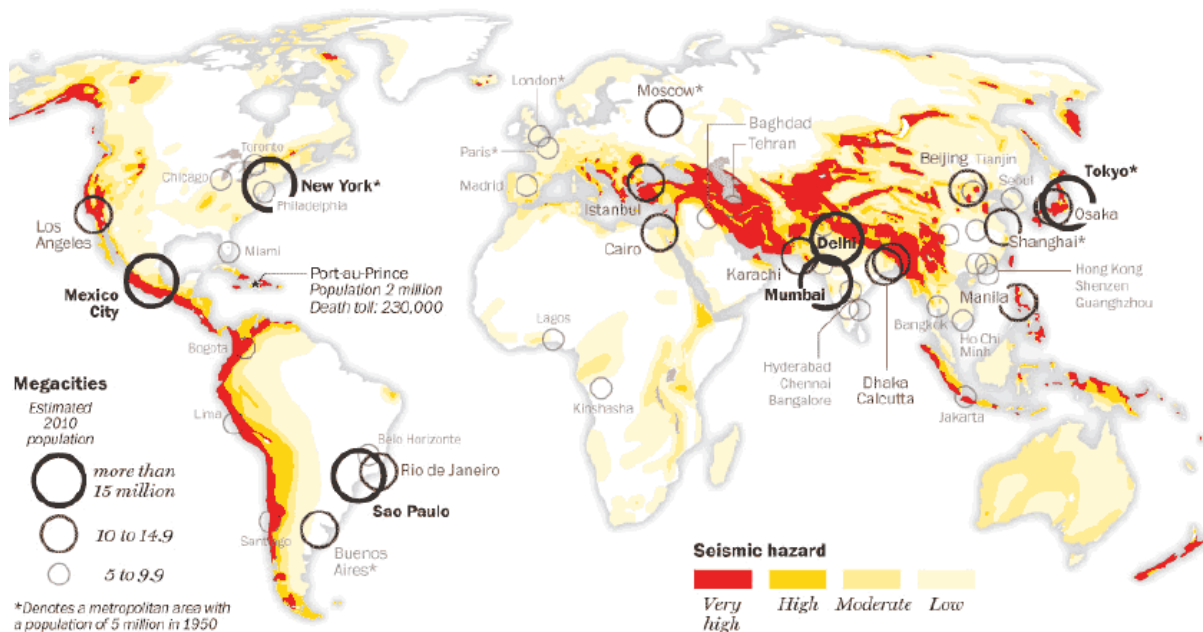 London*
Moscow*
Baghdad
Tehran
Paris*
Toronto
Chicago
New York*
Philadelphia
Madrid
Beijing
Tianjin
Seoul
Tokyo*
Osaka
Los
Angeles
Istanbul
Cairo
Shanghai*
Miami
Delhi
Karachi
Mumbai
Port-au-Prince
Population 2 million
Death toll: 230,000
Mexico
City
Hong Kong
Shenzen
Guanghzhou
Manila
Lagos
Bangkok
Ho Chi
Minh
Bogota
Hyderabad
Chennai
Bangalore
Dhaka
Calcutta
Kinshasha
Jakarta
Lima
Belo Horizonte
Rio de Janeiro
Sao Paulo
Santiago
Buenos
Aires*
Megacities
Estimated
2010
population
more than
15 million
10 to 14.9
5 to 9.9
*Denotes a metropolitan area with
a population of 5 million in 1950
Seismic hazard
Very
high
High
Moderate
Low